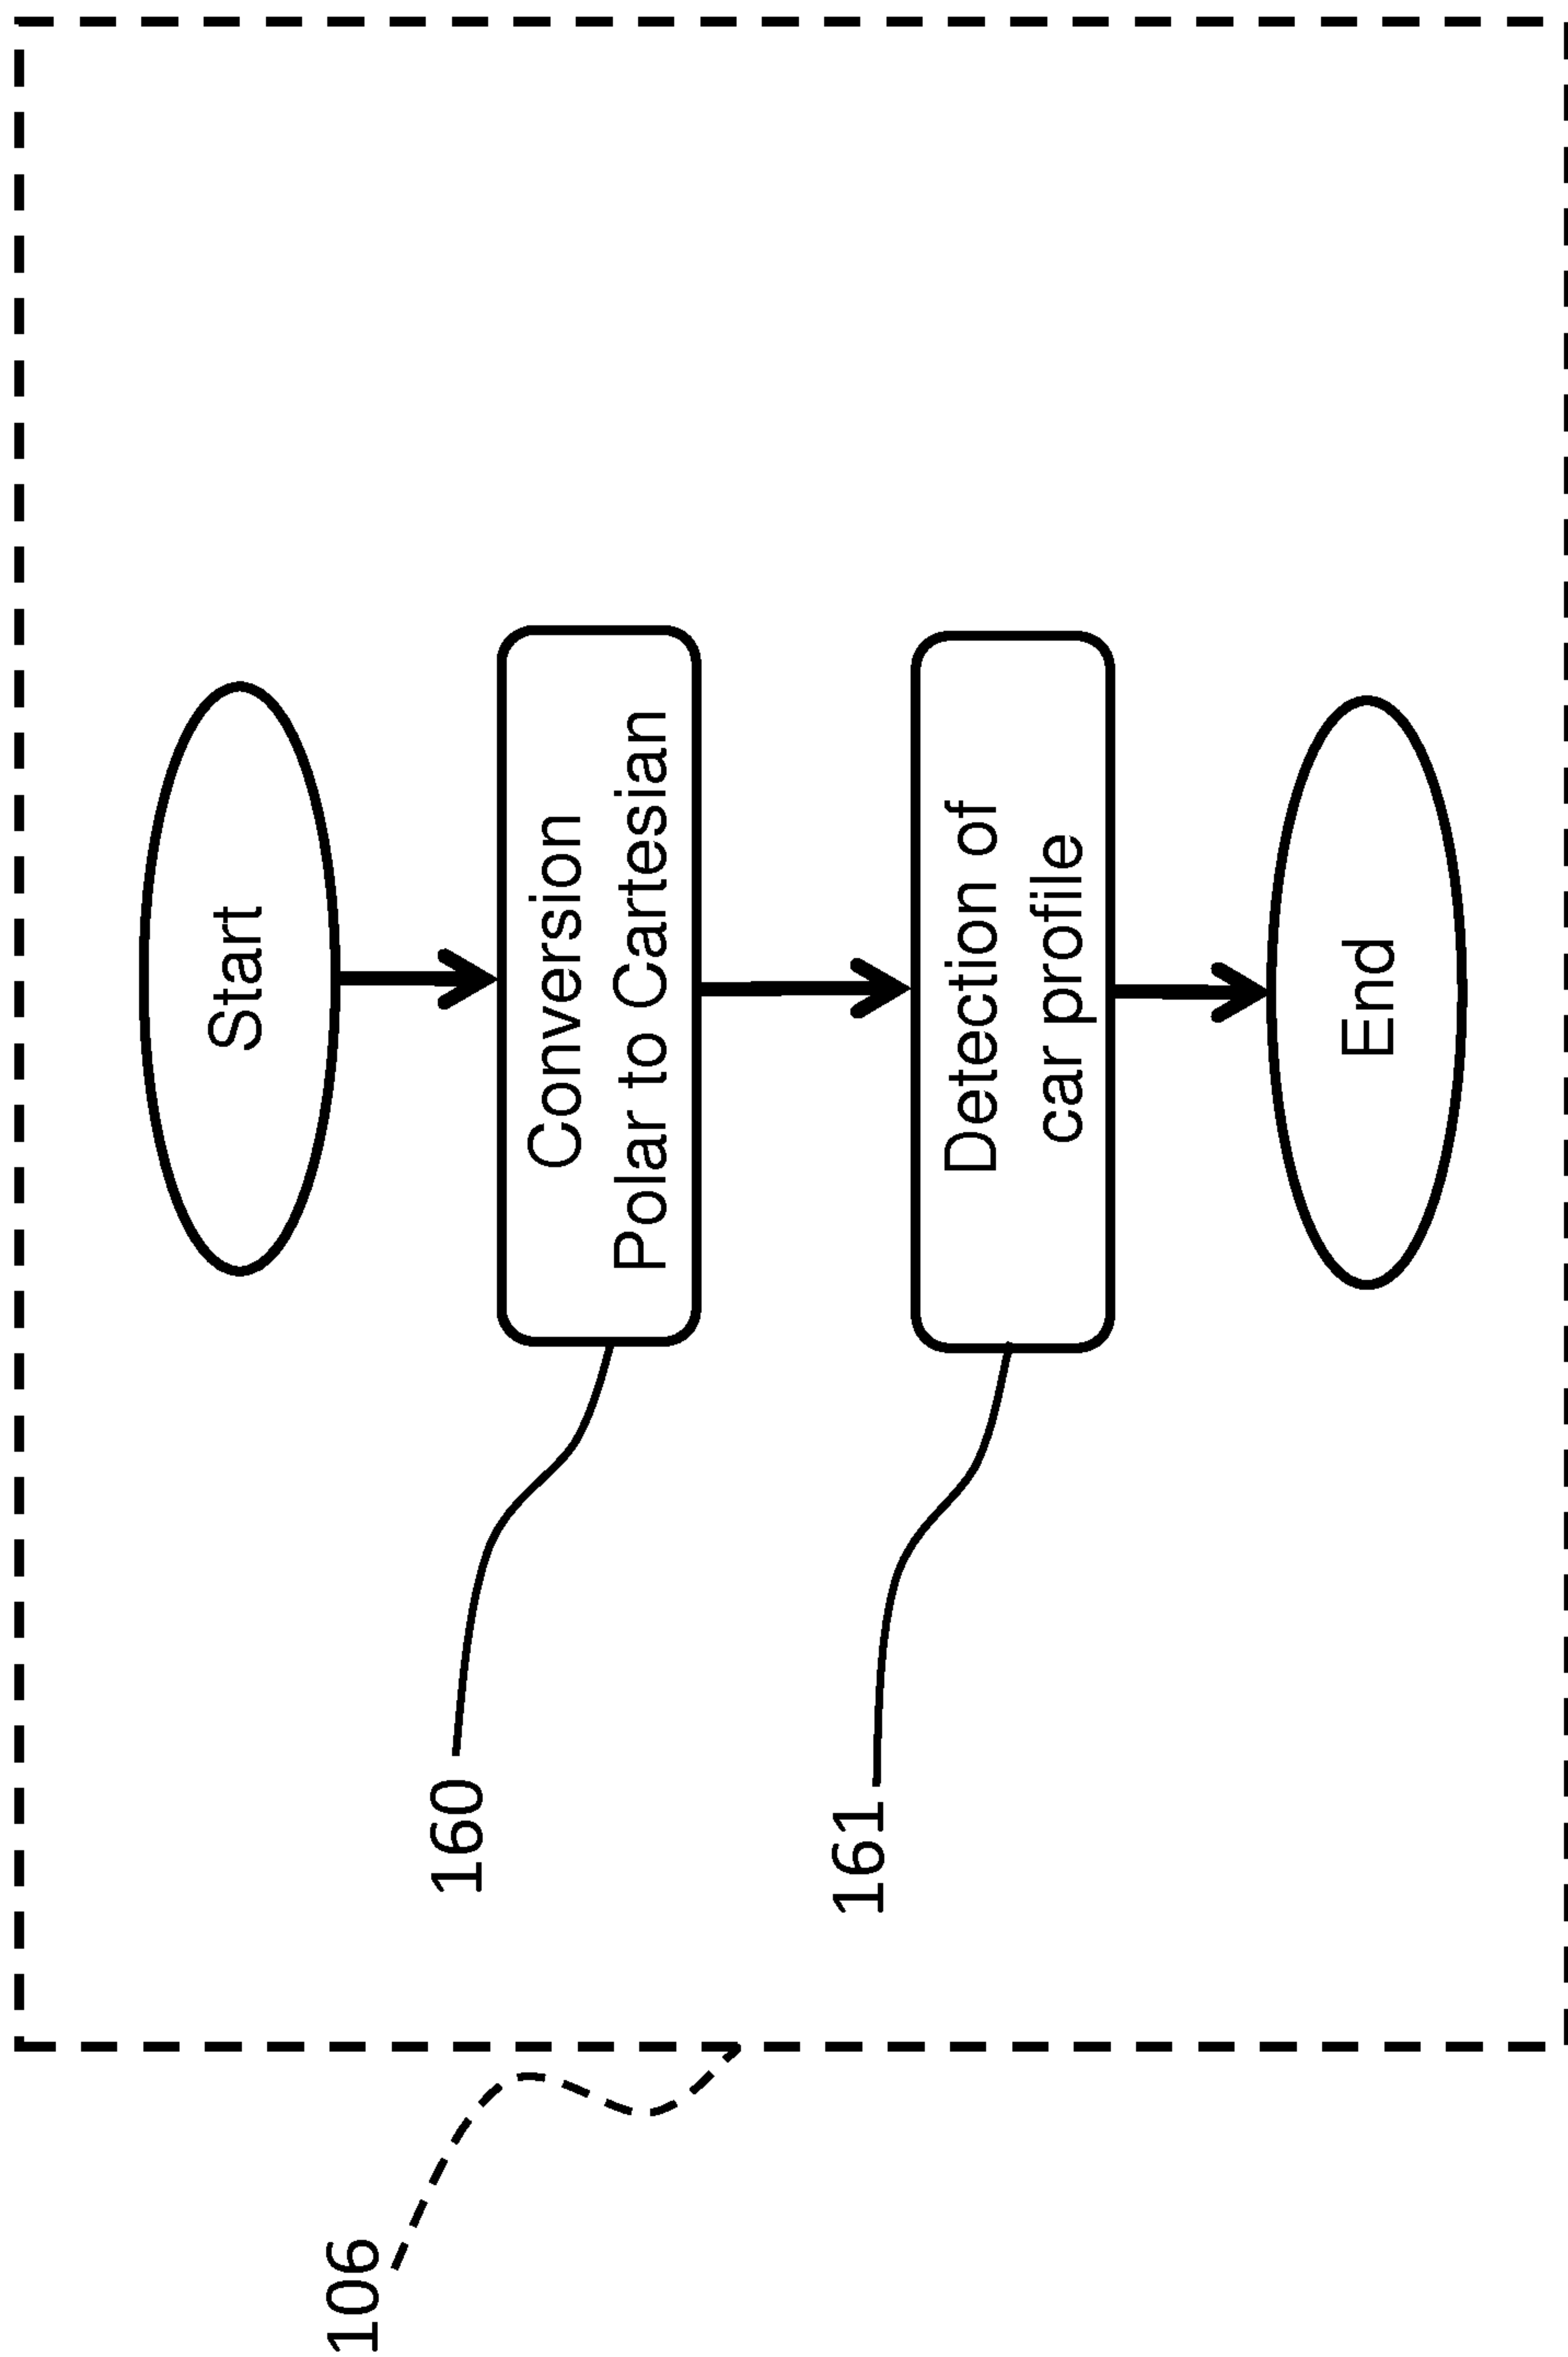 106
Start
160
Conversion
Polar to Cartesian
161
Detection of
car profile
End